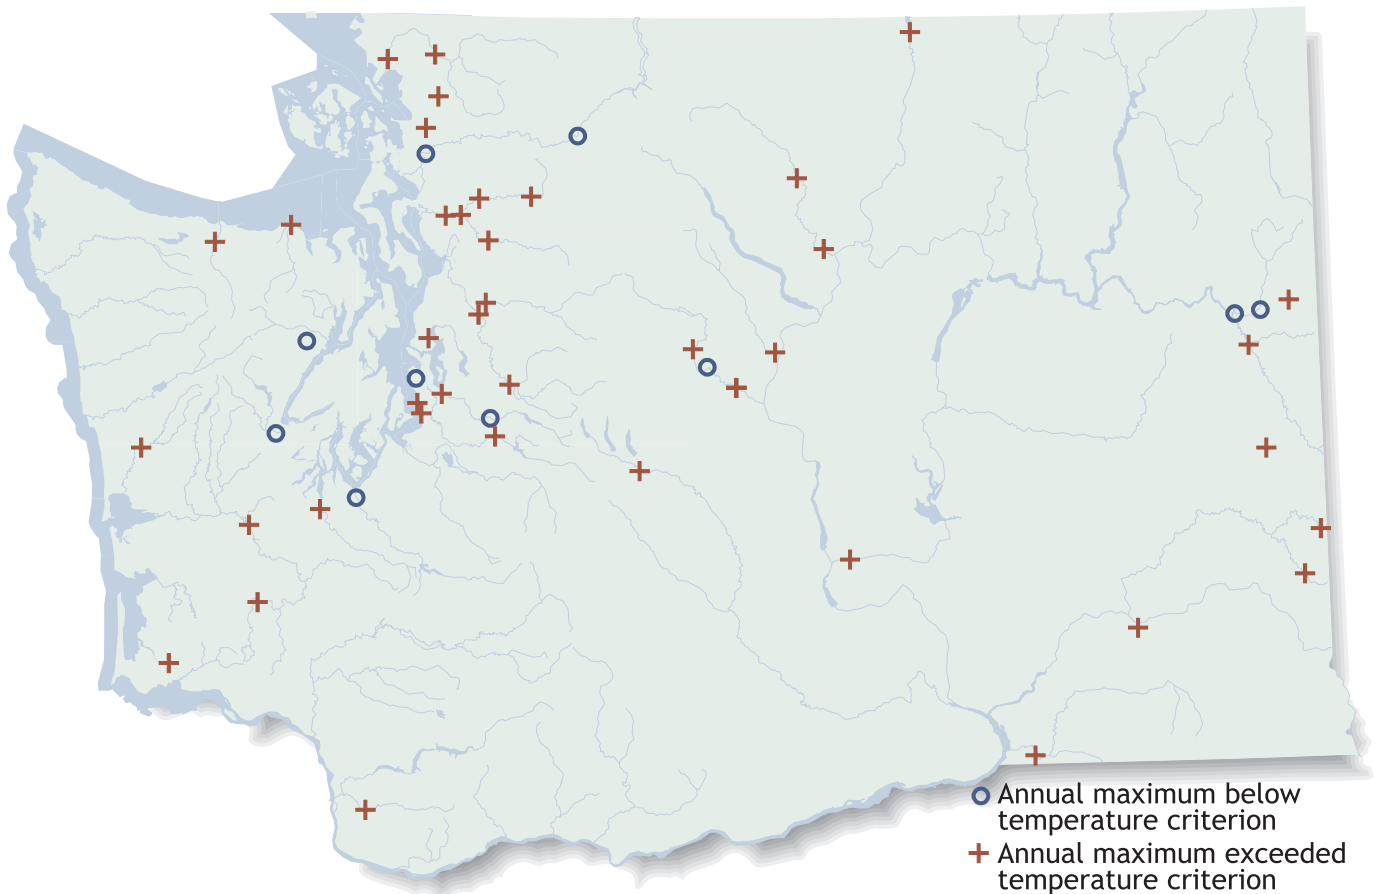 Annual maximum below
temperature criterion
Annual maximum exceeded
temperature criterion